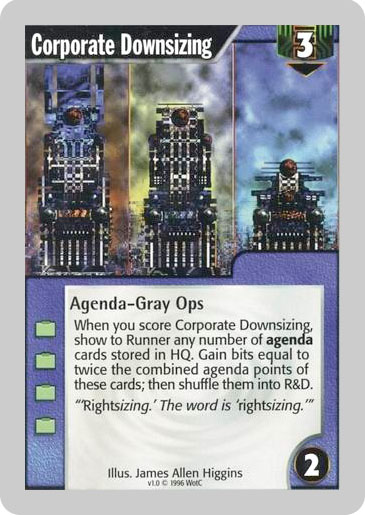 Corporate Downsizing
3
Agenda-Gray Ops
When you score Corporate Downsizing,
show to Runner any number of agenda
cards stored in HQ. Gain bits equal to
twice the combined agenda points of
these cards; then shuffle them into R&D.
“‘Rightsizing.’ The word is ‘rightsizing.’”
Illus. James Allen Higgins
v1.0 © 1996 WotC
2